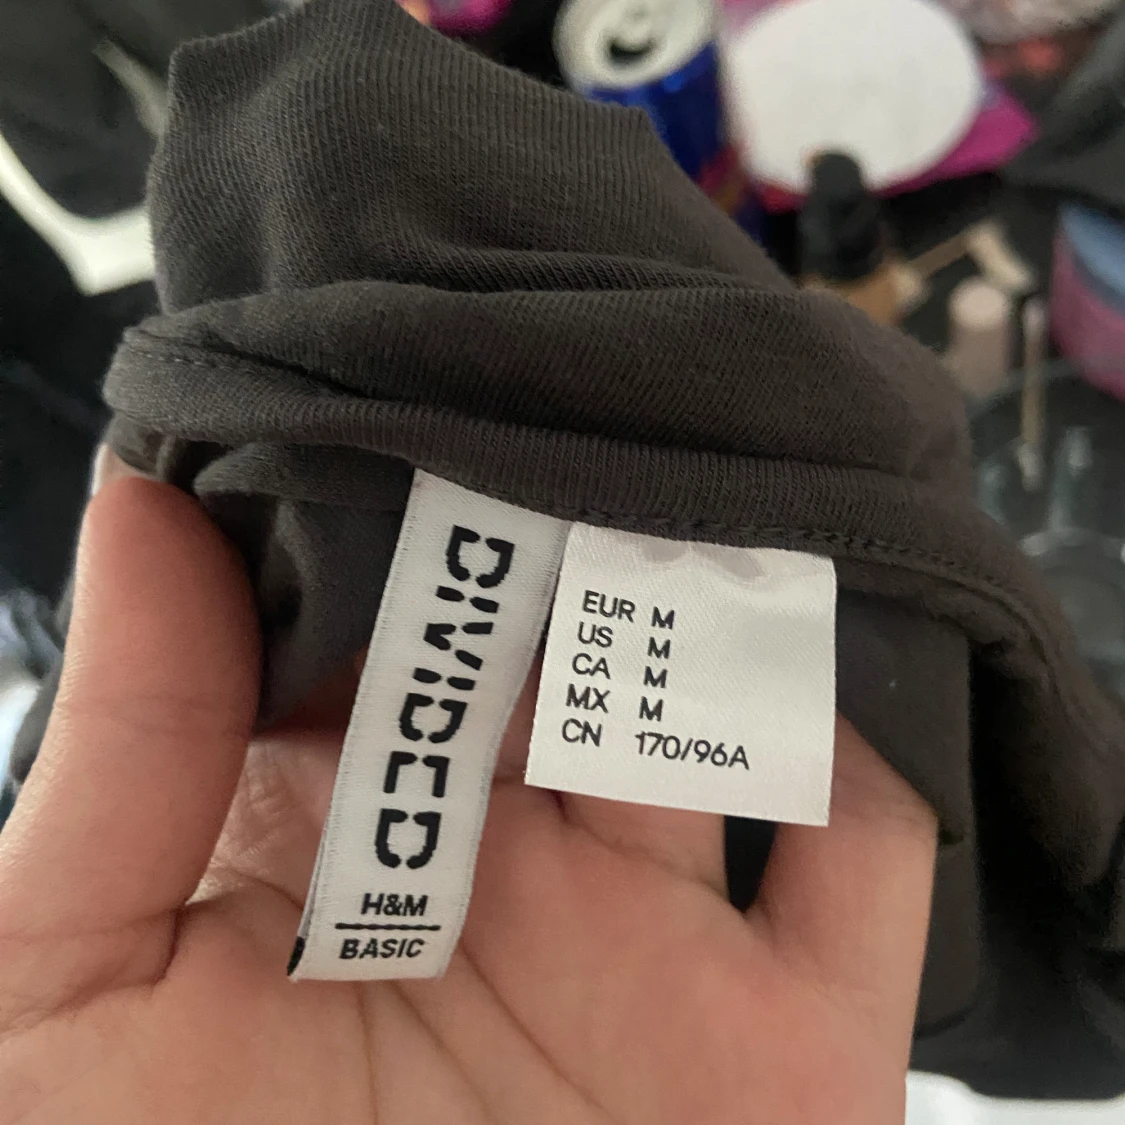 DIVIDED
H&M
BASIC
EUR M
US M
CA M
MX M
CN 170/96A